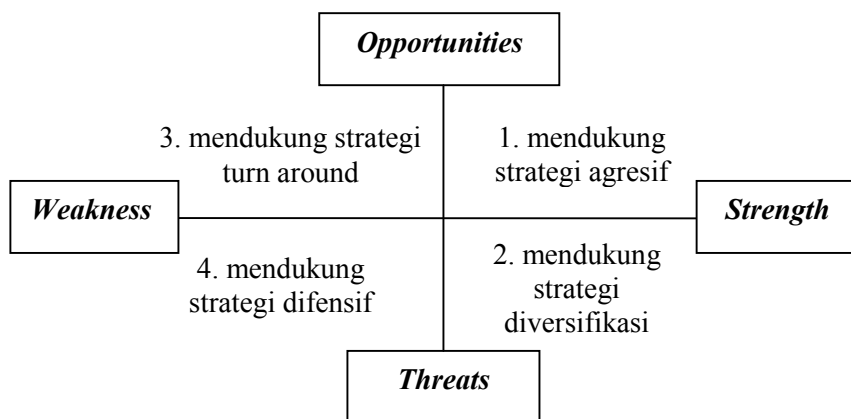 Opportunities
3. mendukung strategi
turn around
1. mendukung
strategi agresif
Weakness
Strength
4. mendukung
strategi difensif
2. mendukung
strategi
diversifikasi
Threats